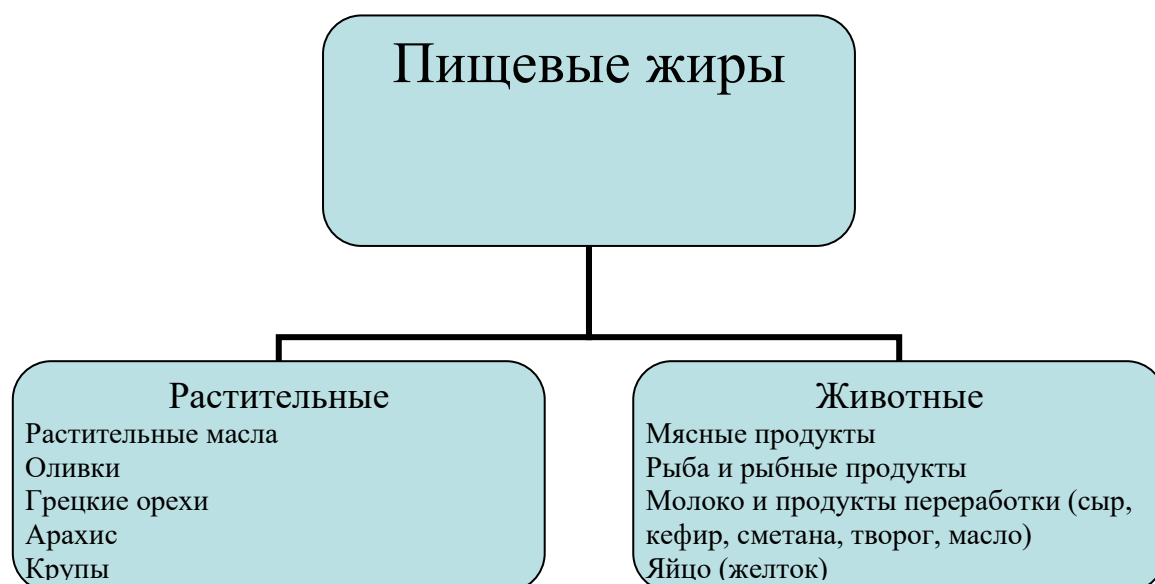 Пищевые жиры
Растительные
Растительные масла
Оливки
Грецкие орехи
Арахис
Крупы
Животные
Мясные продукты
Рыба и рыбные продукты
Молоко и продукты переработки (сыр,
кефир, сметана, творог, масло)
Яйцо (желток)